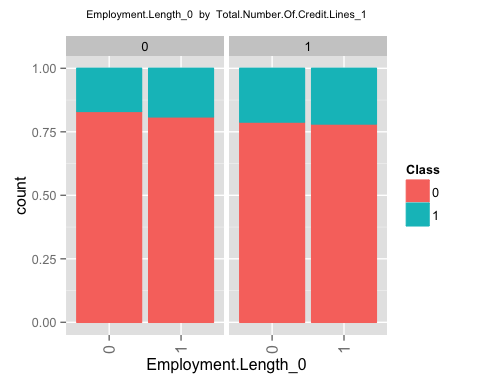 Employment.Length_0 by Total.Number.Of.Credit.Lines_1
0 1
1.00
0.75
0.50
0.25
0.00
count
0 1 0 1
Employment.Length_0
Class
0
1